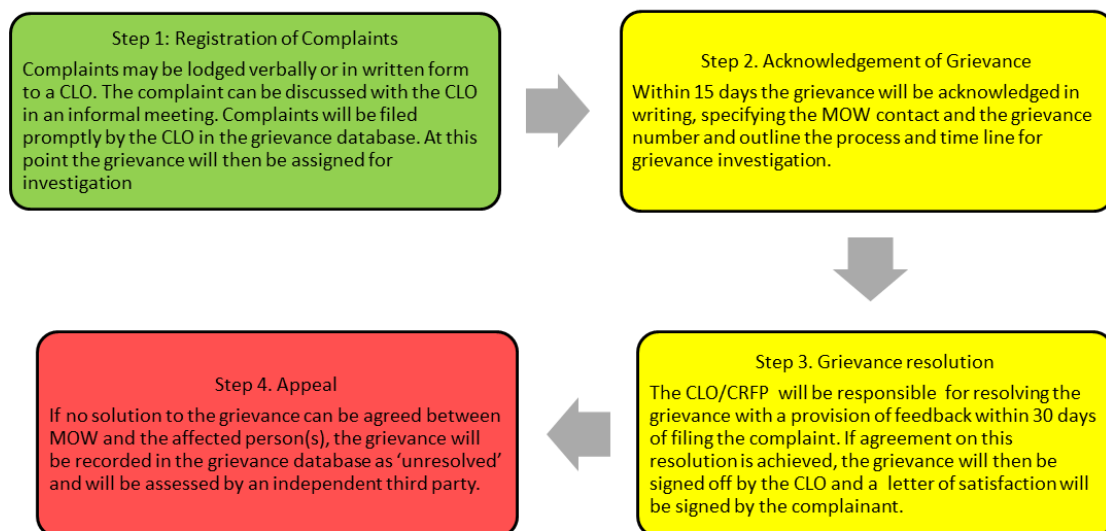 Step 1: Registration of Complaints
Complaints may be lodged verbally or in written form
to a CLO. The complaint can be discussed with the CLO
in an informal meeting. Complaints will be filed
promptly by the CLO in the grievance database. At this
point the grievance will then be assigned for
investigation
Step 2. Acknowledgement of Grievance
Within 15 days the grievance will be acknowledged in
writing, specifying the MOW contact and the grievance
number and outline the process and time line for
grievance investigation.
Step 3. Grievance resolution
The CLO/CRFP will be responsible for resolving the
grievance with a provision of feedback within 30 days
of filing the complaint. If agreement on this
resolution is achieved, the grievance will then be
signed off by the CLO and a letter of satisfaction will
be signed by the complainant.
Step 4. Appeal
If no solution to the grievance can be agreed between
MOW and the affected person(s), the grievance will
be recorded in the grievance database as ‘unresolved’
and will be assessed by an independent third party.